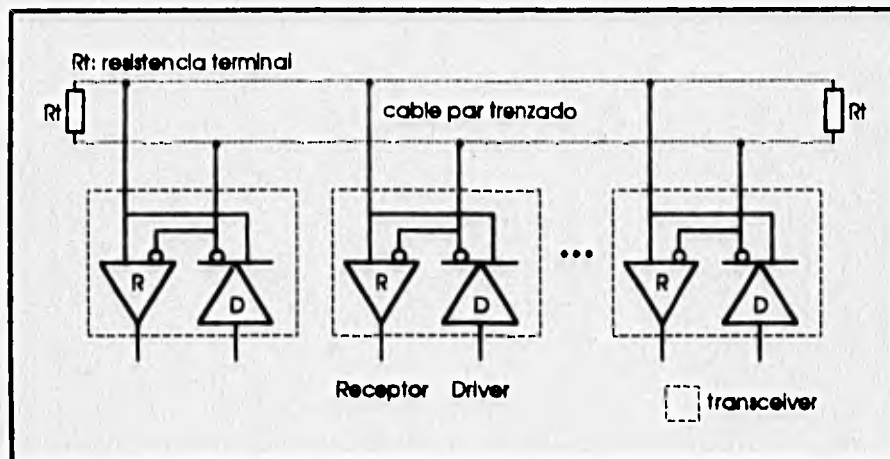 Rt: resistencia terminal
Rt
cable par trenzado
Rt
R
D
R
D
...
R
D
Receptor Driver
transceiver